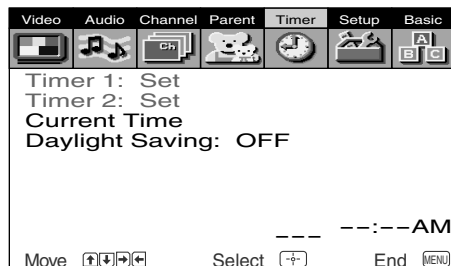 Video Audio Channel Parent Timer Setup Basic
Ch A B C
Timer 1: Set
Timer 2: Set
Current Time
Daylight Saving: OFF
___ --:--AM
Move Select End MENU